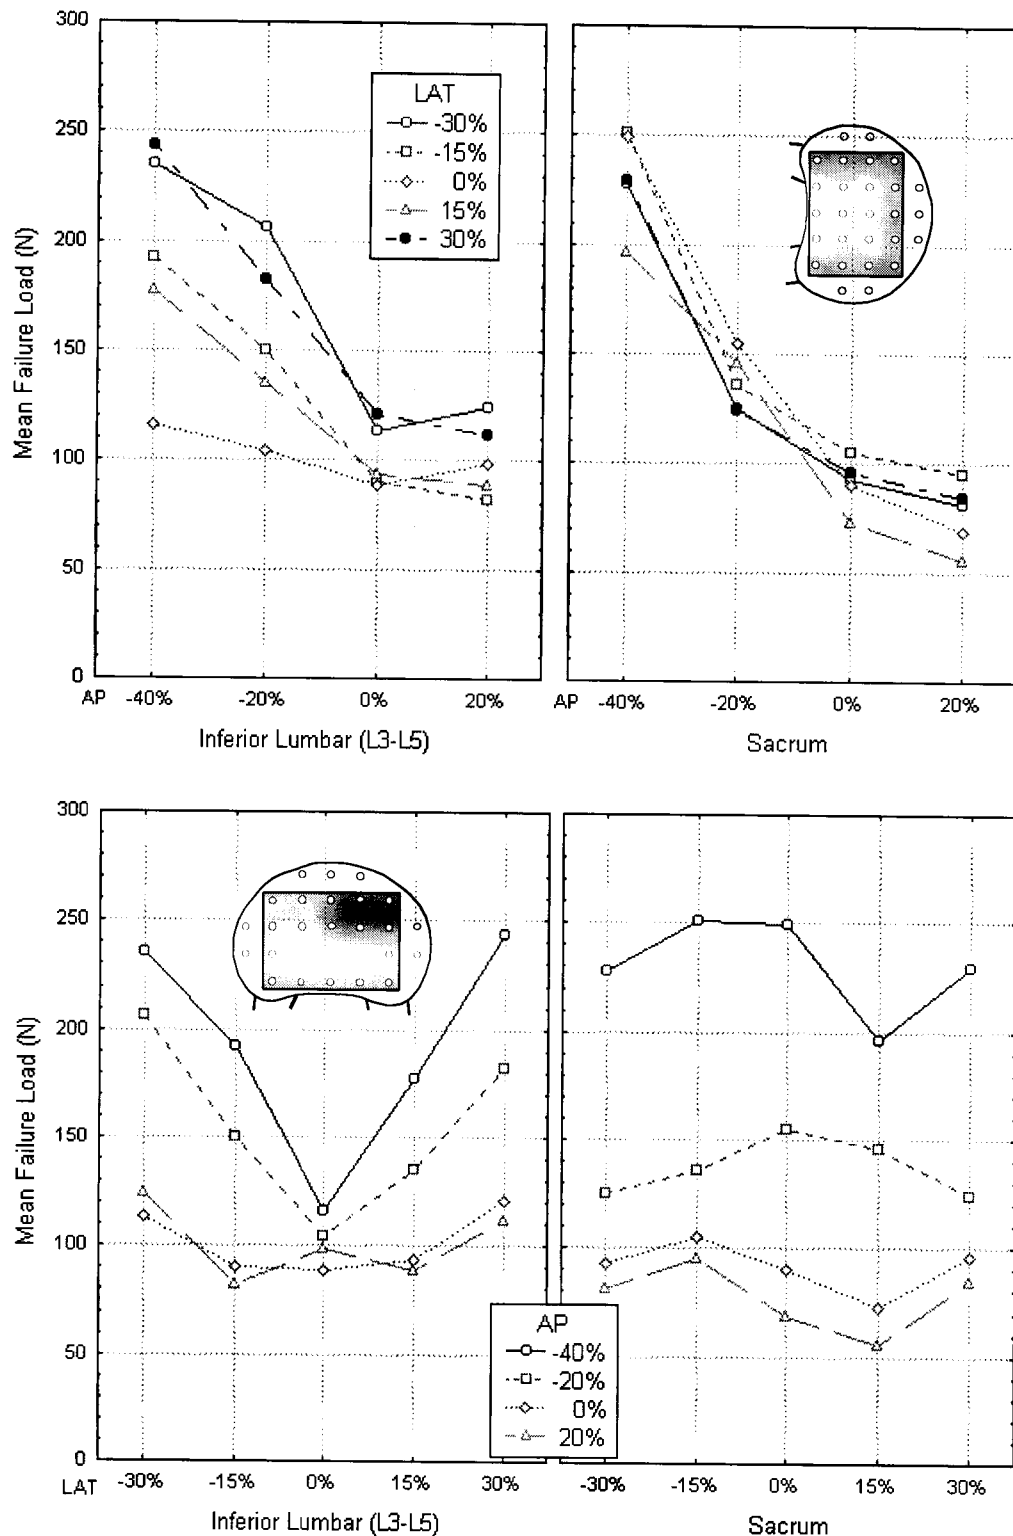 300
250
200
150
100
50
0
Mean Failure Load (N)
LAT
-30%
-15%
0%
15%
30%
AP -40% -20% 0% 20%
Inferior Lumbar (L3-L5)
AP -40% -20% 0% 20%
Sacrum
300
250
200
150
100
50
0
Mean Failure Load (N)
AP
-40%
-20%
0%
20%
LAT -30% -15% 0% 15% 30%
Inferior Lumbar (L3-L5)
-30% -15% 0% 15% 30%
Sacrum